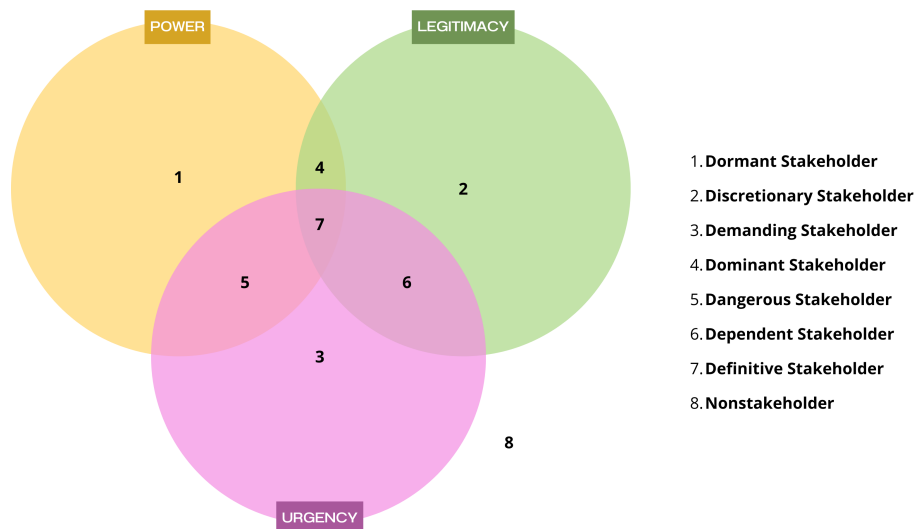 POWER
LEGITIMACY
1
4
2
7
5
6
3
8
URGENCY
1. Dormant Stakeholder
2. Discretionary Stakeholder
3. Demanding Stakeholder
4. Dominant Stakeholder
5. Dangerous Stakeholder
6. Dependent Stakeholder
7. Definitive Stakeholder
8. Nonstakeholder